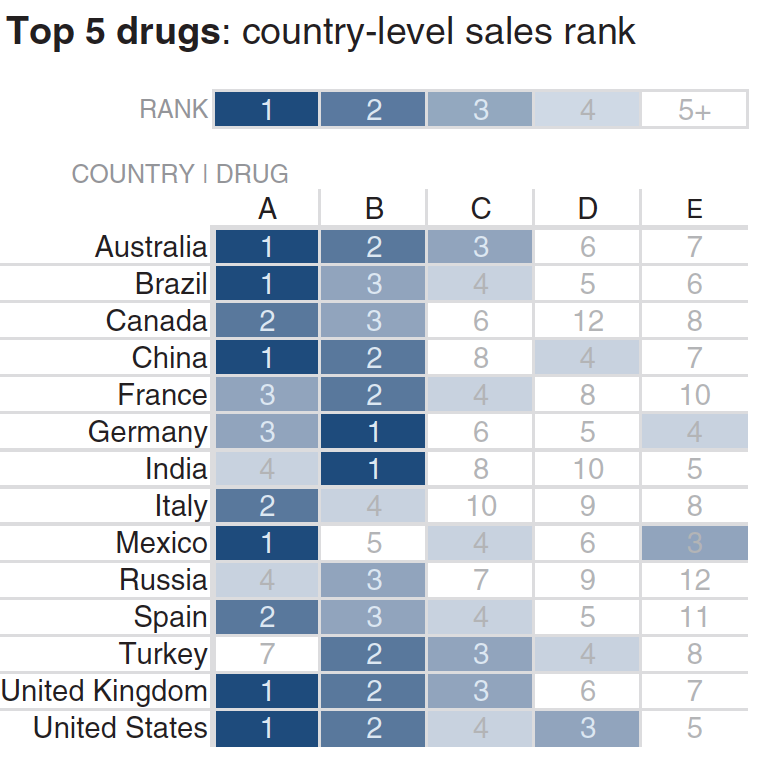 Top 5 drugs: country-level sales rank
RANK 1 2 3 4 5+
COUNTRY | DRUG
A B C D E
Australia 1 2 3 6 7
Brazil 1 3 4 5 6
Canada 2 3 6 12 8
China 1 2 8 4 7
France 3 2 4 8 10
Germany 3 1 6 5 4
India 4 1 8 10 5
Italy 2 4 10 9 8
Mexico 1 5 4 6 3
Russia 4 3 7 9 12
Spain 2 3 4 5 11
Turkey 7 2 3 4 8
United Kingdom 1 2 3 6 7
United States 1 2 4 3 5